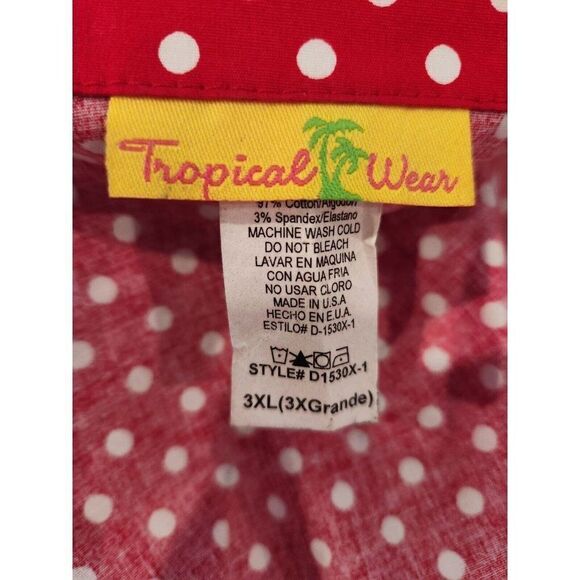 Tropical Wear
97% Cotton/Algodon
3% Spandex/Elastano
MACHINE WASH COLD
DO NOT BLEACH
LAVAR EN MAQUINA
CON AGUA FRIA
NO USAR CLORO
MADE IN U.S.A
HECHO EN E.U.A.
ESTILO# D-1530X-1
STYLE# D1530X-1
3XL(3XGrande)